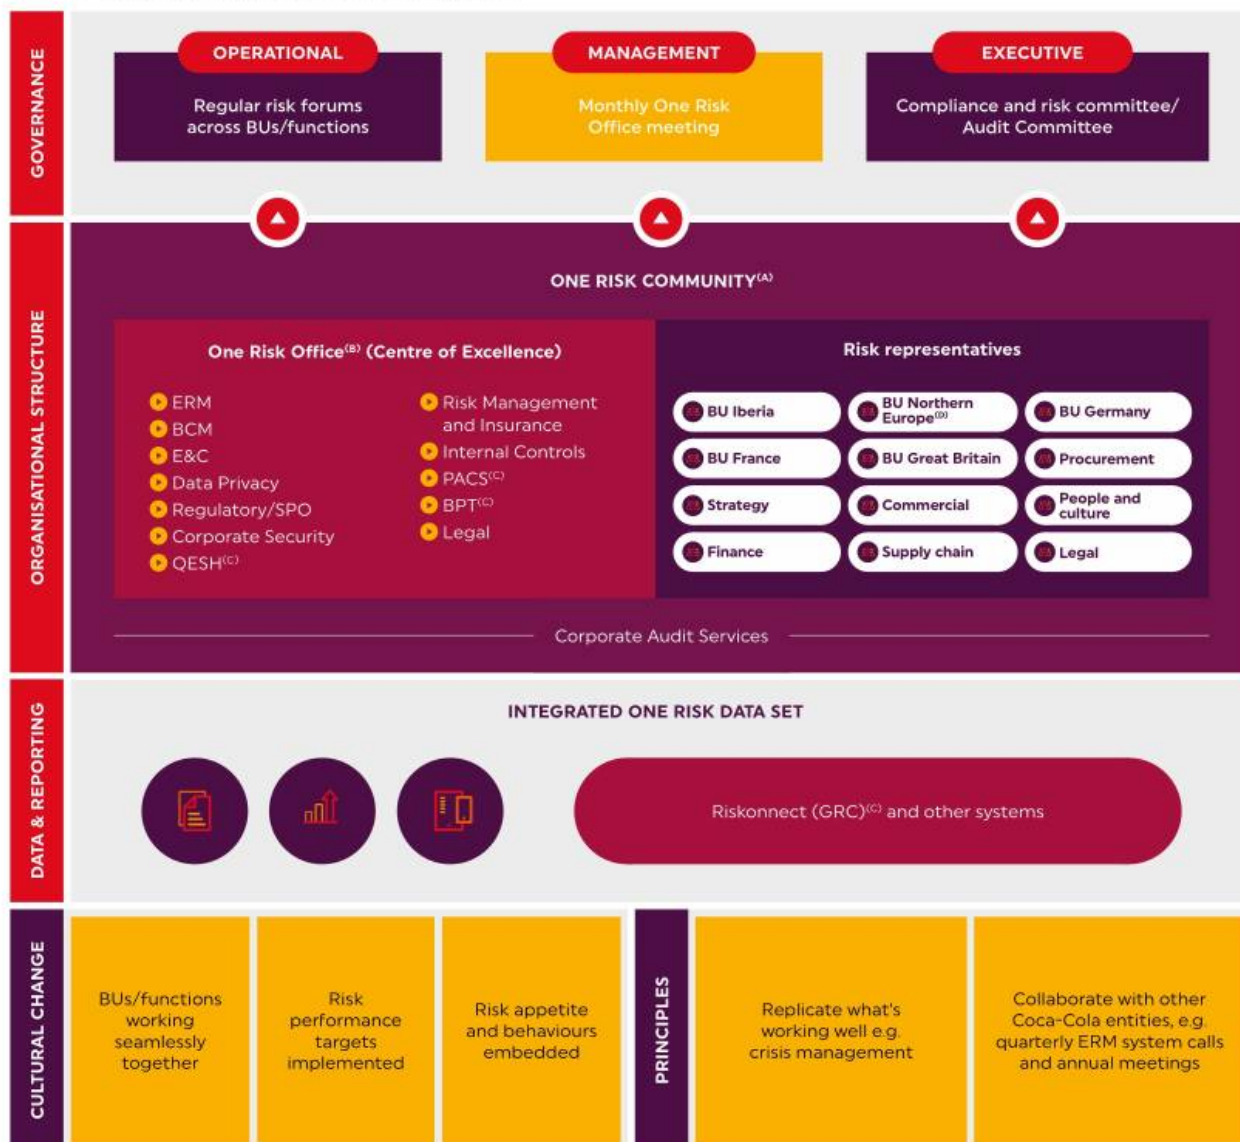 GOVERNANCE
OPERATIONAL
Regular risk forums
across BUs/functions
MANAGEMENT
Monthly One Risk
Office meeting
EXECUTIVE
Compliance and risk committee/
Audit Committee
ORGANISATIONAL STRUCTURE
ONE RISK COMMUNITY(A)
One Risk Office(B) (Centre of Excellence)
ERM
BCM
E&C
Data Privacy
Regulatory/SPO
Corporate Security
QESH(C)
Risk Management
and Insurance
Internal Controls
PACS(C)
BPT(C)
Legal
Risk representatives
BU Iberia
BU Northern
Europe(D)
BU Germany
BU France
BU Great Britain
Procurement
Strategy
Commercial
People and
culture
Finance
Supply chain
Legal
Corporate Audit Services
DATA & REPORTING
INTEGRATED ONE RISK DATA SET
Riskonnect (GRC)(C) and other systems
CULTURAL CHANGE
BUs/functions
working
seamlessly
together
Risk
performance
targets
implemented
Risk appetite
and behaviours
embedded
PRINCIPLES
Replicate what's
working well e.g.
crisis management
Collaborate with other
Coca-Cola entities, e.g.
quarterly ERM system calls
and annual meetings